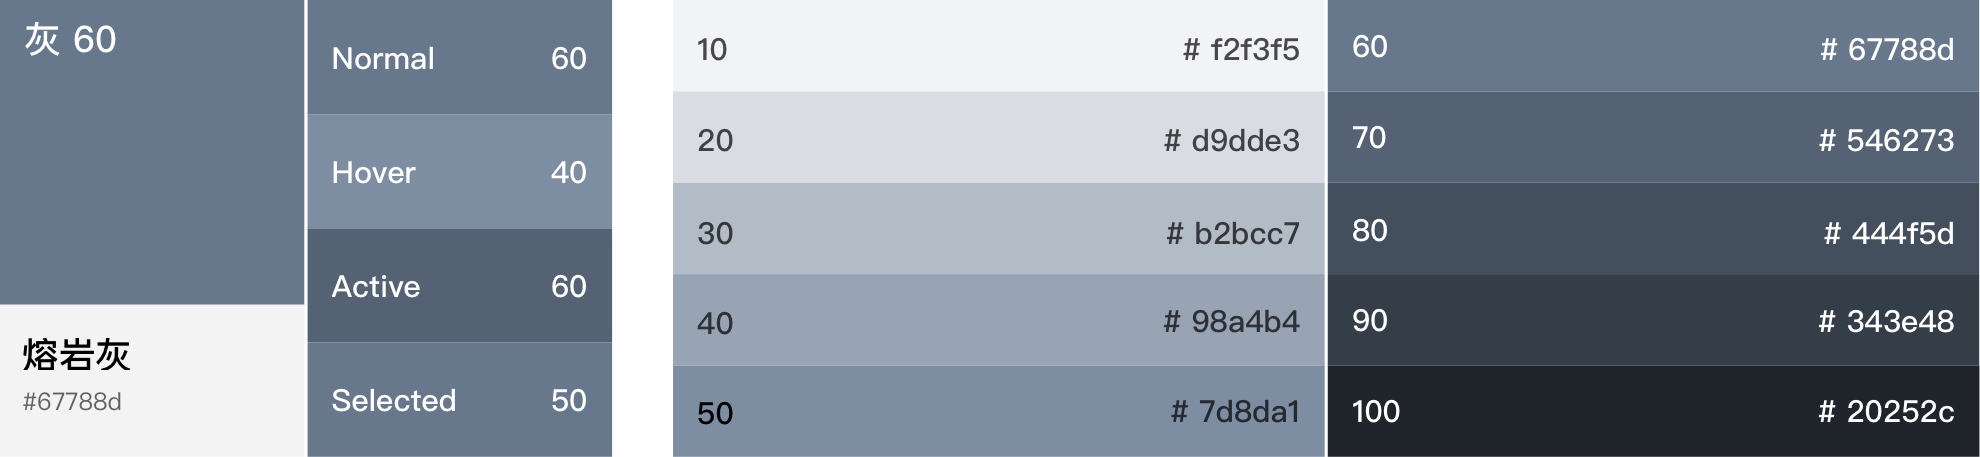 灰 60
熔岩灰
#67788d
Normal 60
Hover 40
Active 60
Selected 50
10 # f2f3f5
20 # d9dde3
30 # b2bcc7
40 # 98a4b4
50 # 7d8da1
60 # 67788d
70 # 546273
80 # 444f5d
90 # 343e48
100 # 20252c